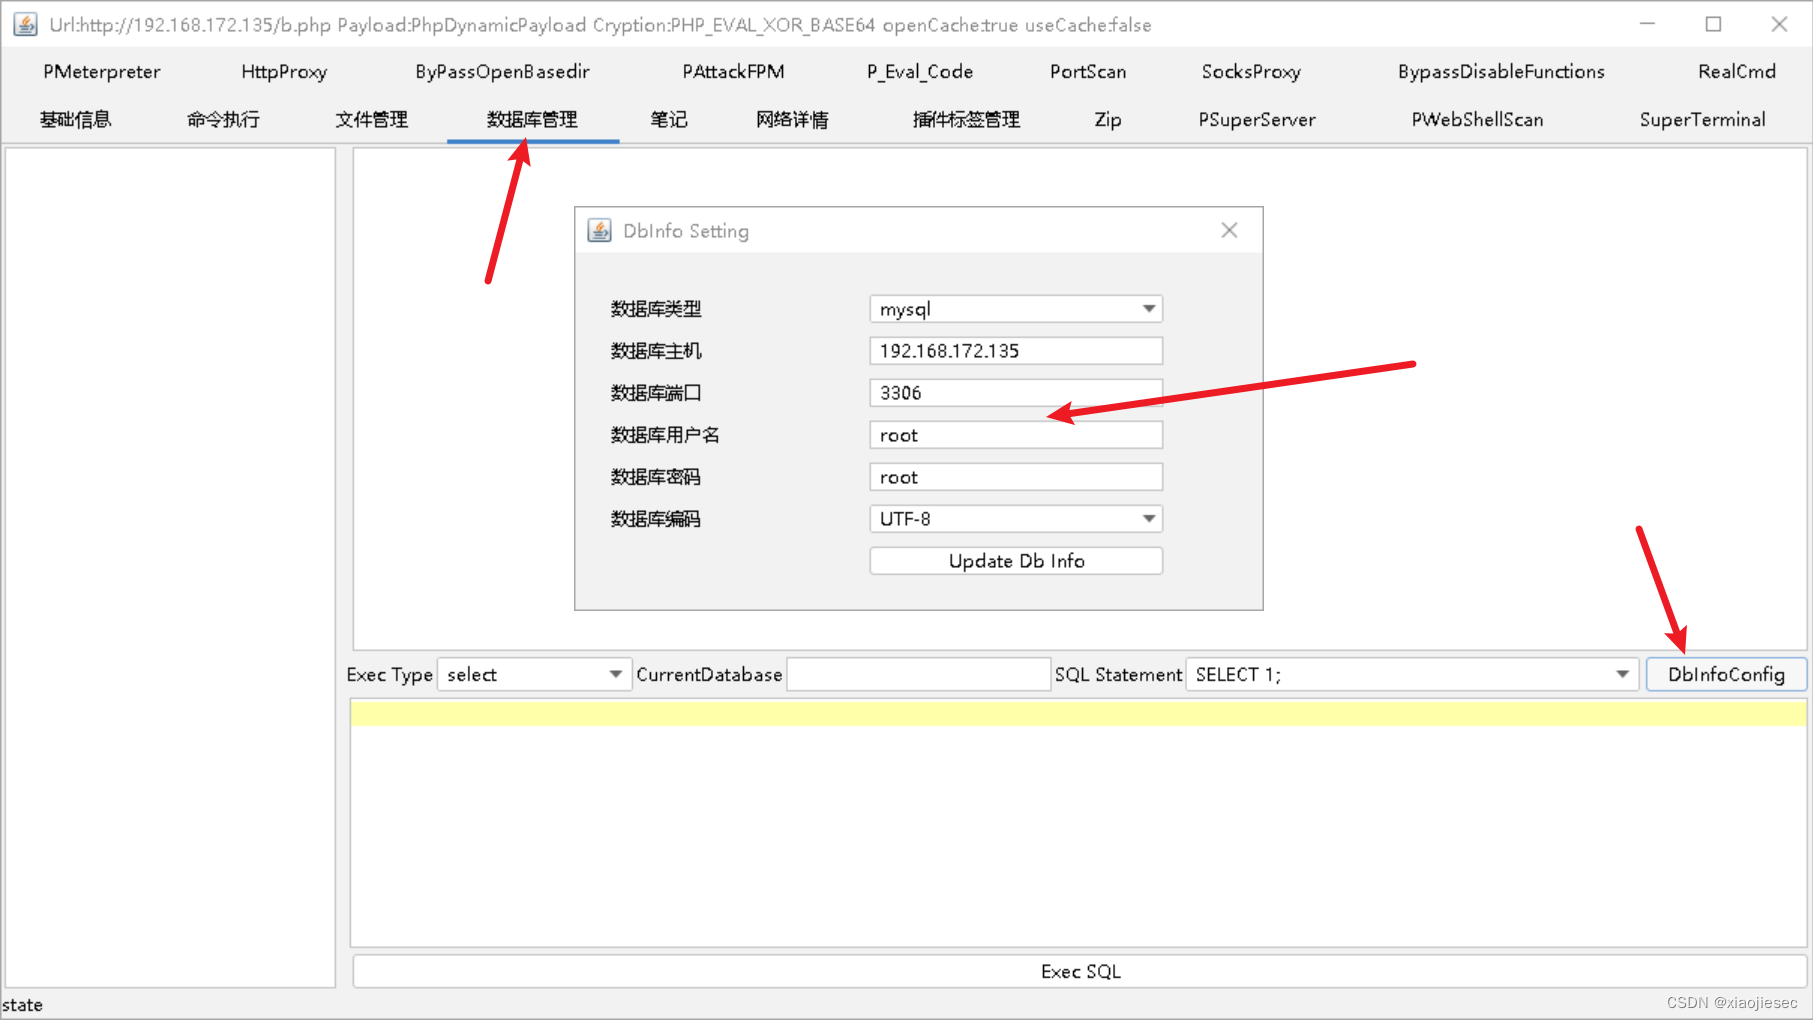 Url:http://192.168.172.135/b.php Payload:PhpDynamicPayload Cryption:PHP_EVAL_XOR_BASE64 openCache:true useCache:false
PMeterpreter HttpProxy ByPassOpenBasedir PAttackFPM P_Eval_Code PortScan SocksProxy BypassDisableFunctions RealCmd
基础信息 命令执行 文件管理 数据库管理 笔记 网络详情 插件标签管理 Zip PSuperServer PWebShellScan SuperTerminal
DbInfo Setting
数据库类型 mysql
数据库主机 192.168.172.135
数据库端口 3306
数据库用户名 root
数据库密码 root
数据库编码 UTF-8
Update Db Info
Exec Type select CurrentDatabase SQL Statement SELECT 1; DbInfoConfig
Exec SQL
state
CSDN @xiaojiesec